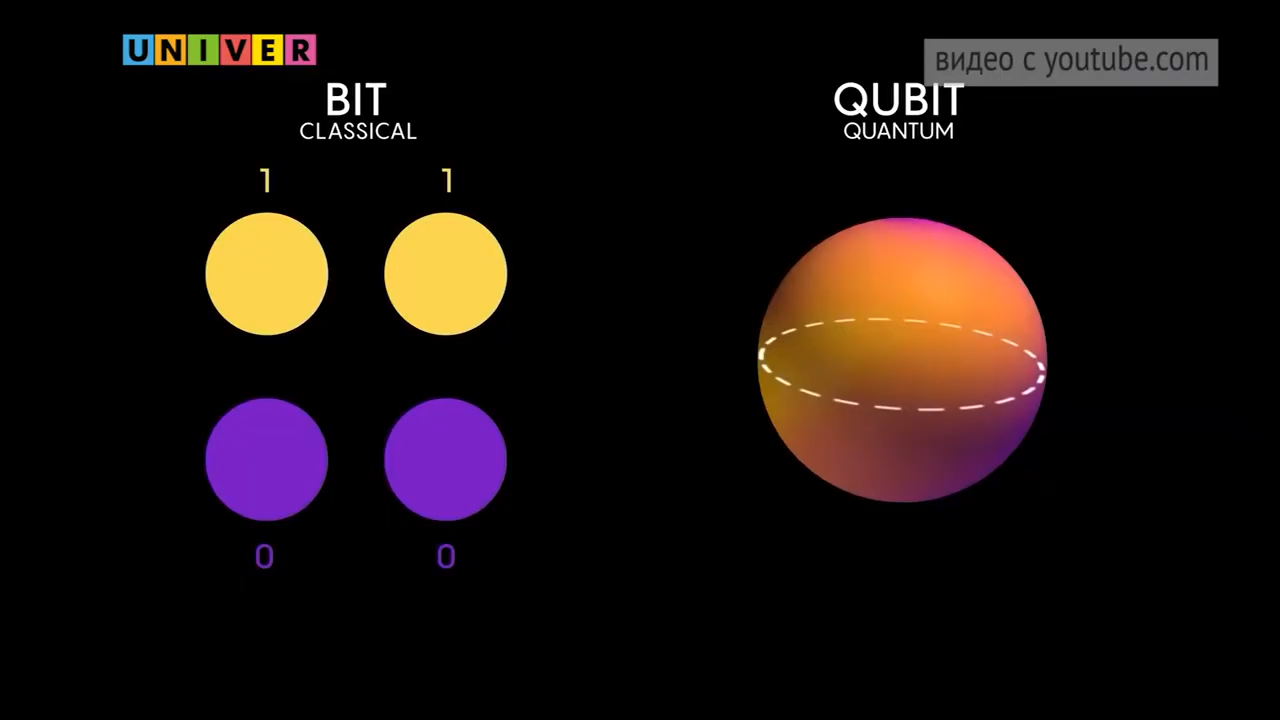 UNIVER
видео с youtube.com
BIT
CLASSICAL
1 1
0 0
QUBIT
QUANTUM